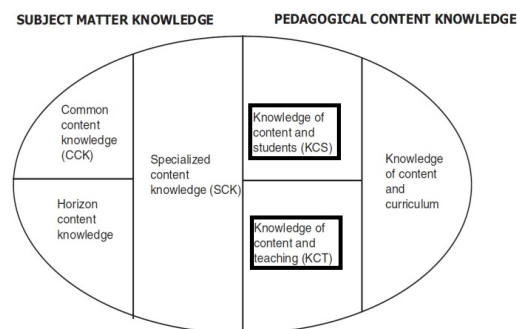 SUBJECT MATTER KNOWLEDGE
PEDAGOGICAL CONTENT KNOWLEDGE
Common
content
knowledge
(CCK)
Horizon
content
knowledge
Specialized
content
knowledge (SCK)
Knowledge of
content and
students (KCS)
Knowledge of
content and
teaching (KCT)
Knowledge
of content
and
curriculum